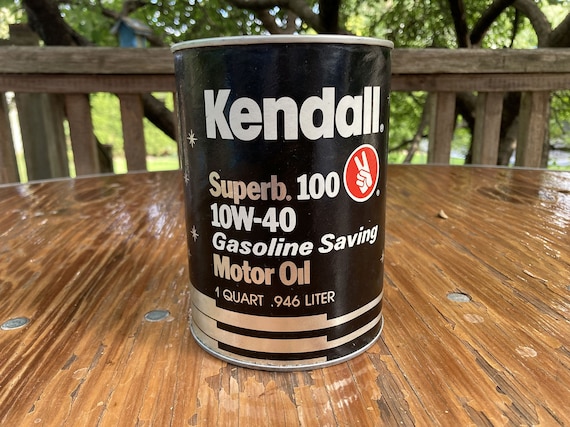 Kendall®
Superb. 100
10W-40
Gasoline Saving
Motor Oil
1 QUART .946 LITER